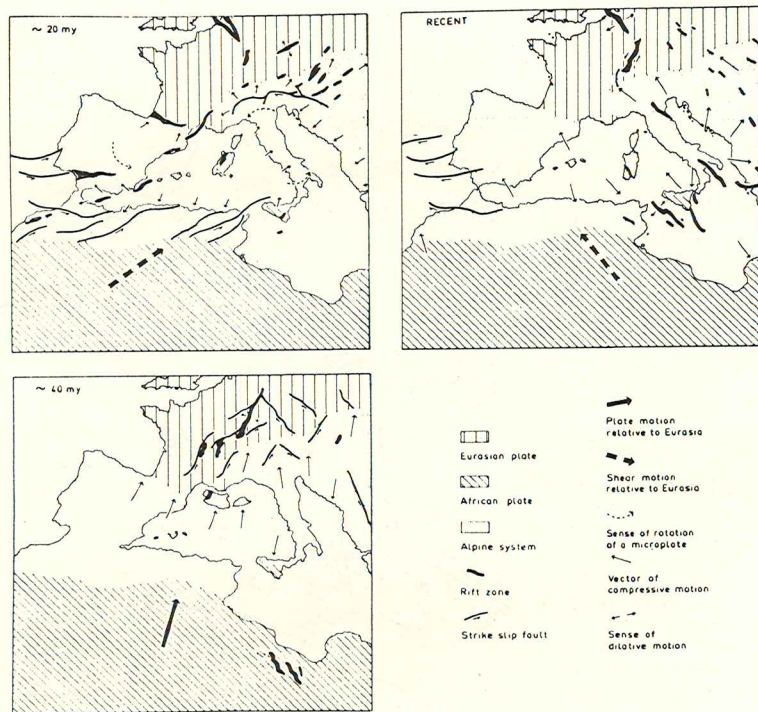 ~ 20 my
RECENT
~ 40 my
Eurasian plate
African plate
Alpine system
Rift zone
Strike slip fault
Plate motion
relative to Eurasia
Shear motion
relative to Eurasia
Sense of rotation
of a microplate
Vector of
compressive motion
Sense of
dilative motion